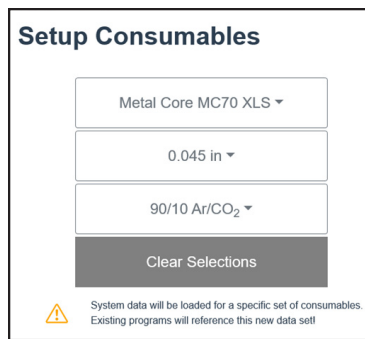 Setup Consumables
Metal Core MC70 XLS
0.045 in
90/10 Ar/CO₂
Clear Selections
System data will be loaded for a specific set of consumables.
Existing programs will reference this new data set!